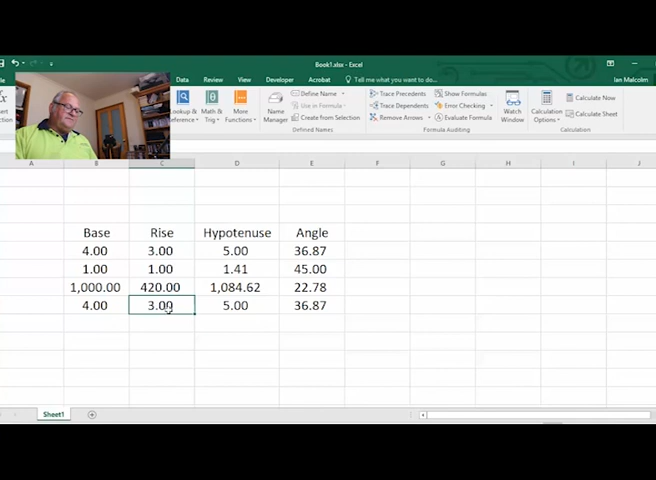 Book1.xlsx - Excel
Data Review View Developer Acrobat Tell me what you want to do...
Ian Malcolm
Lookup & Reference
Math & Trig
More Functions
Name Manager
Define Name
Use in Formula
Create from Selection
Defined Names
Trace Precedents
Trace Dependents
Remove Arrows
Show Formulas
Error Checking
Evaluate Formula
Formula Auditing
Watch Window
Calculation Options
Calculate Now
Calculate Sheet
Calculation
A B C D E F G H I J
Base Rise Hypotenuse Angle
4.00 3.00 5.00 36.87
1.00 1.00 1.41 45.00
1,000.00 420.00 1,084.62 22.78
4.00 3.00 5.00 36.87
Sheet1